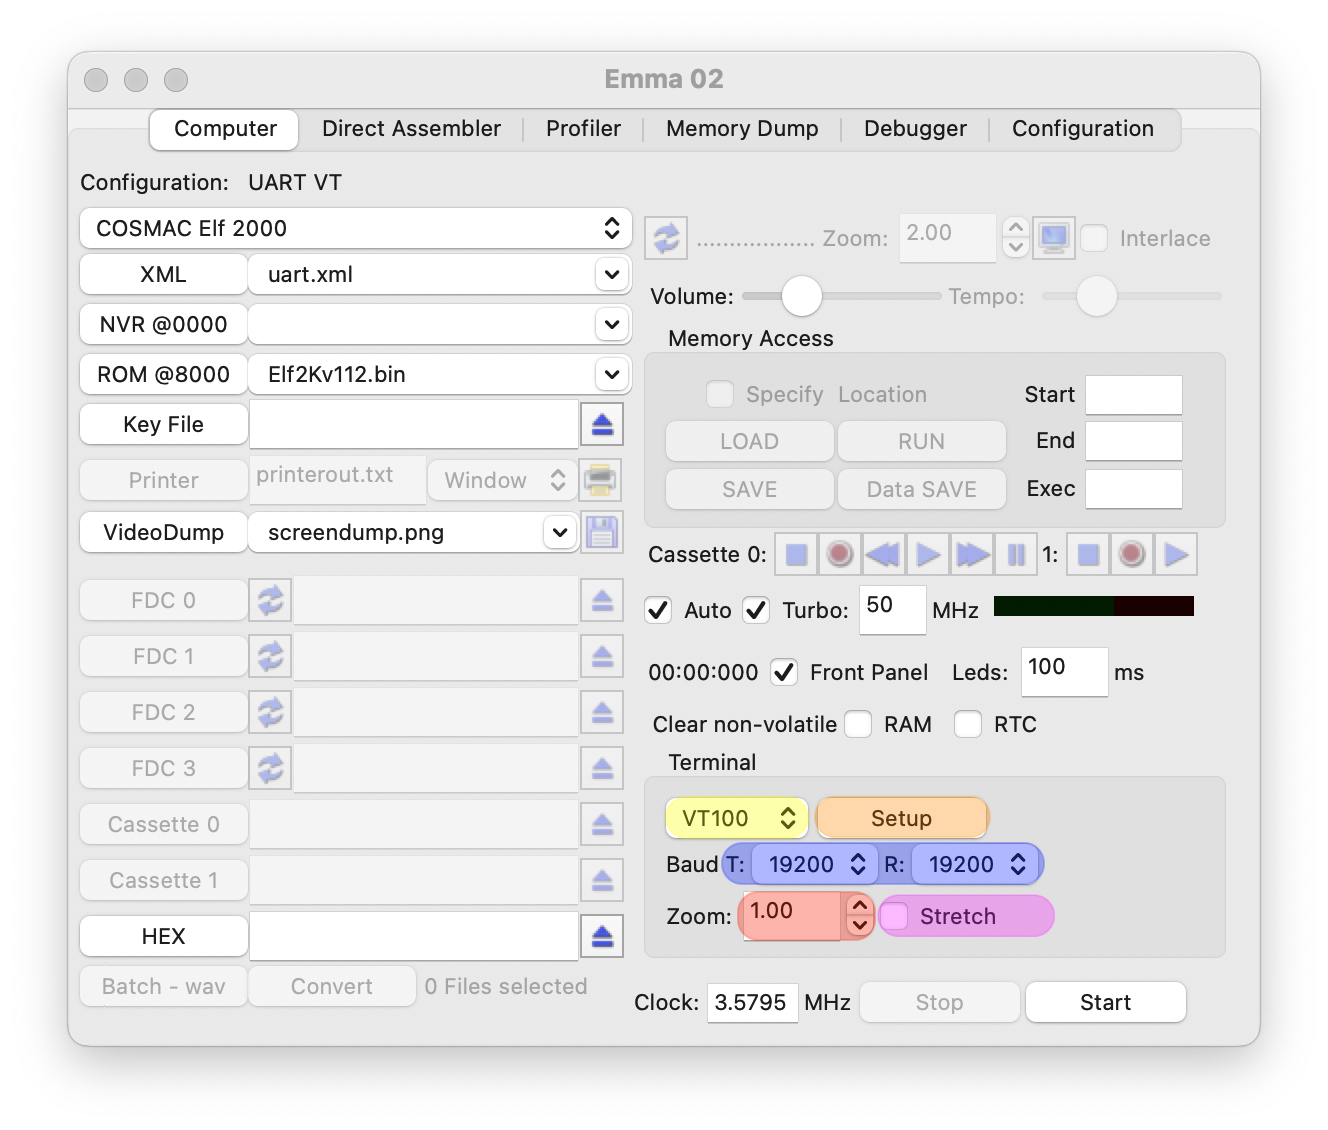 Emma 02
Computer Direct Assembler Profiler Memory Dump Debugger Configuration
Configuration: UART VT
COSMAC Elf 2000
XML uart.xml
NVR @0000
ROM @8000 Elf2Kv112.bin
Key File
Printer printerout.txt Window
VideoDump screendump.png
FDC 0
FDC 1
FDC 2
FDC 3
Cassette 0
Cassette 1
HEX
Batch - wav Convert 0 Files selected
.................. Zoom: 2.00 Interlace
Volume: Tempo:
Memory Access
Specify Location Start
LOAD RUN End
SAVE Data SAVE Exec
Cassette 0: 1:
Auto Turbo: 50 MHz
00:00:000 Front Panel Leds: 100 ms
Clear non-volatile RAM RTC
Terminal
VT100 Setup
Baud T: 19200 R: 19200
Zoom: 1.00 Stretch
Clock: 3.5795 MHz Stop Start